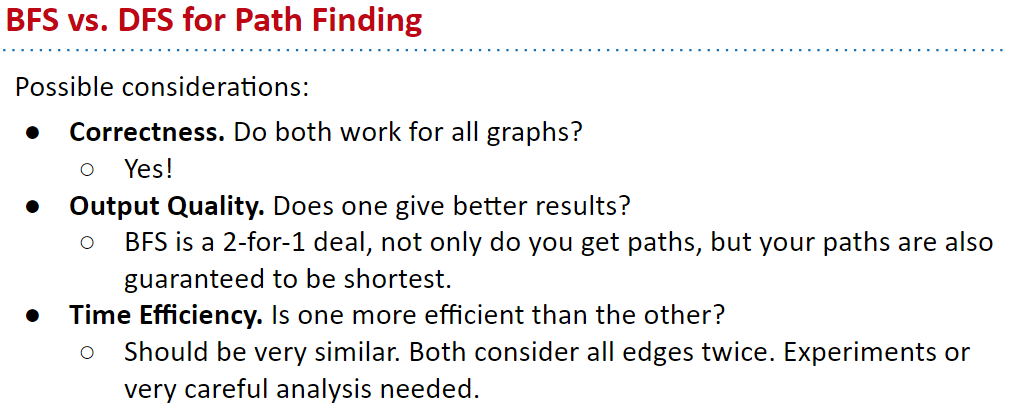 BFS vs. DFS for Path Finding
Possible considerations:
● Correctness. Do both work for all graphs?
○ Yes!
● Output Quality. Does one give better results?
○ BFS is a 2-for-1 deal, not only do you get paths, but your paths are also
guaranteed to be shortest.
● Time Efficiency. Is one more efficient than the other?
○ Should be very similar. Both consider all edges twice. Experiments or
very careful analysis needed.